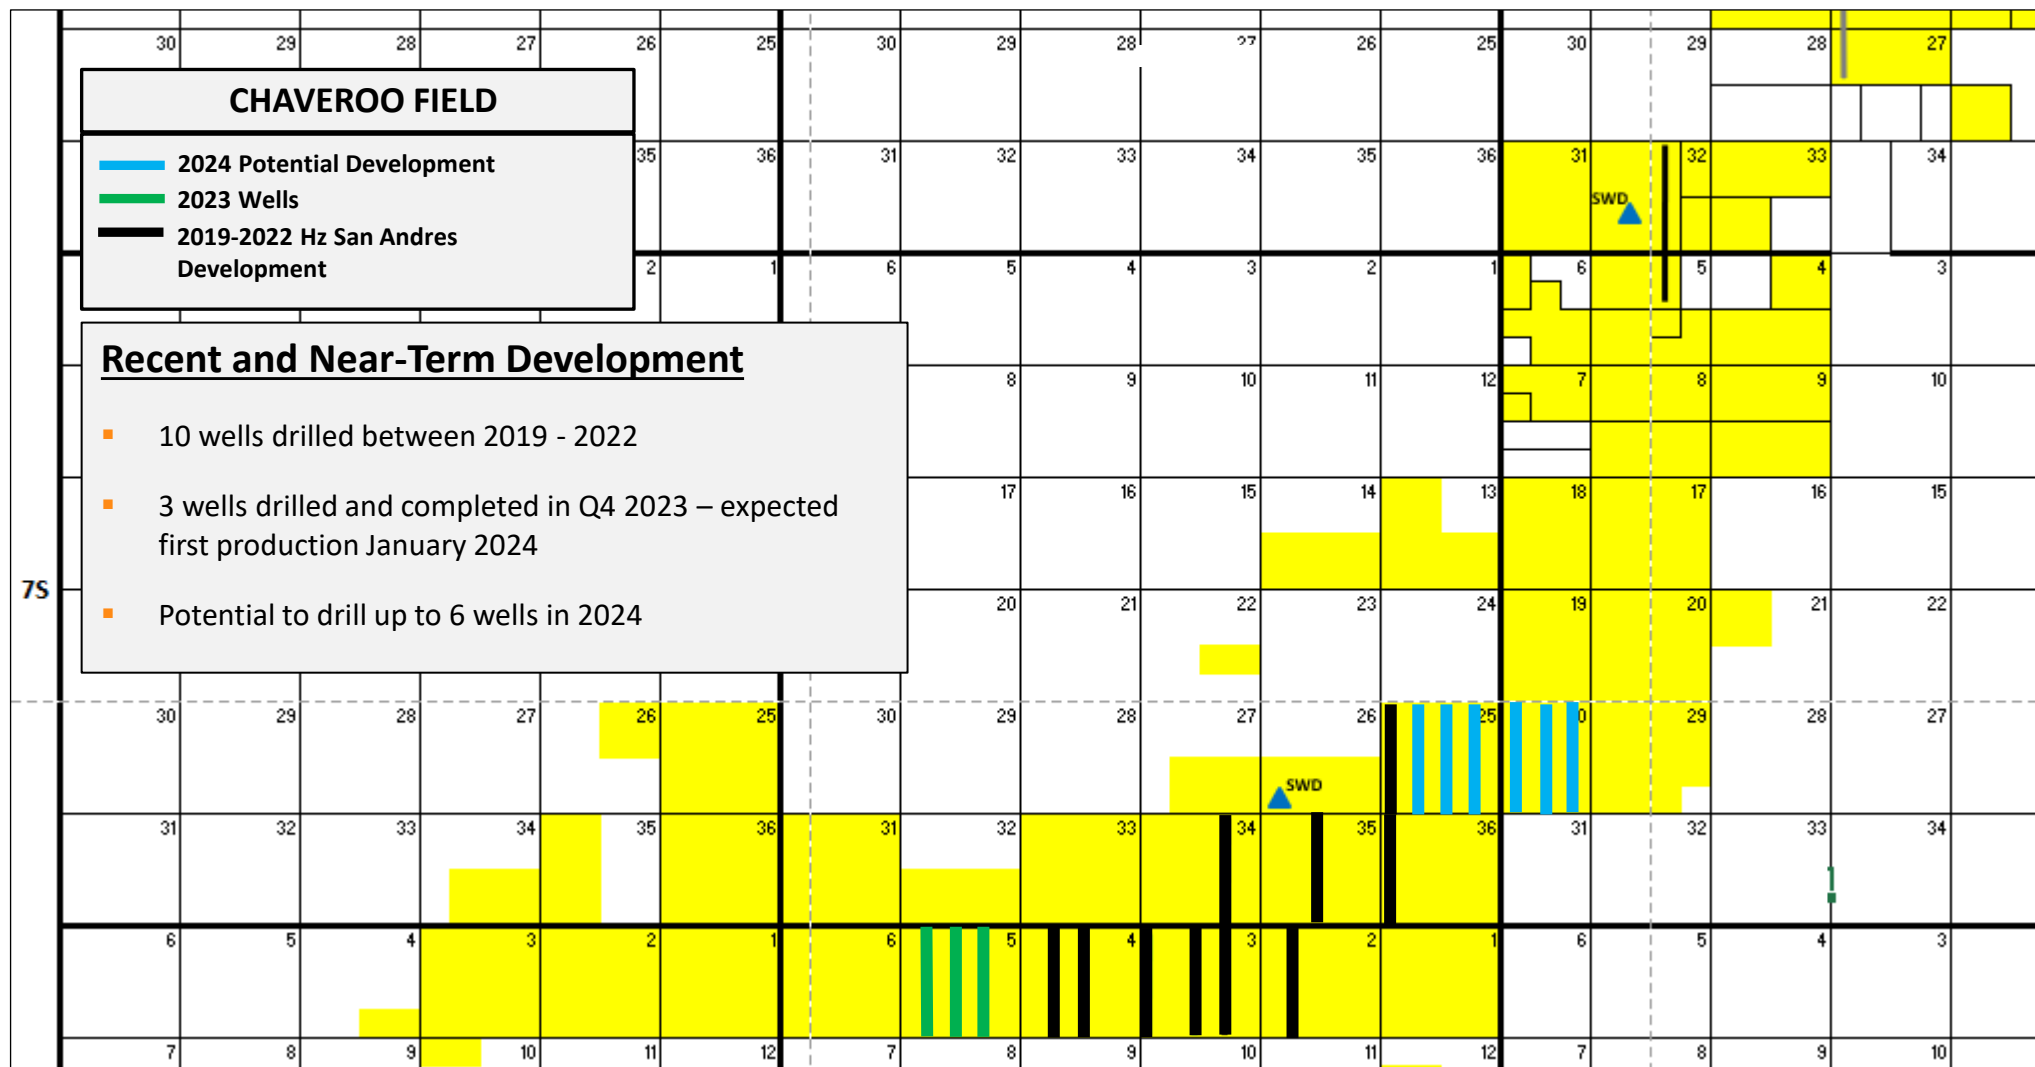 30 29 28 27 26 25 30 29 28 27 26 25 30 29 28 27
CHAVEROO FIELD
2024 Potential Development
2023 Wells
2019-2022 Hz San Andres
Development
35 36 31 32 33 34 35 36 31 32 33 34
SWD
2 1 6 5 4 3 2 1 6 5 4 3
Recent and Near-Term Development
▪ 10 wells drilled between 2019 - 2022
▪ 3 wells drilled and completed in Q4 2023 – expected
first production January 2024
▪ Potential to drill up to 6 wells in 2024
8 9 10 11 12 7 8 9 10
17 16 15 14 13 18 17 16 15
7S
20 21 22 23 24 19 20 21 22
30 29 28 27 26 25 30 29 28 27 26 25 0 29 28 27
SWD
31 32 33 34 35 36 31 32 33 34 35 36 31 32 33 34
6 5 4 3 2 1 6 5 4 3 2 1 6 5 4 3
7 8 9 10 11 12 7 8 9 10 11 12 7 8 9 10